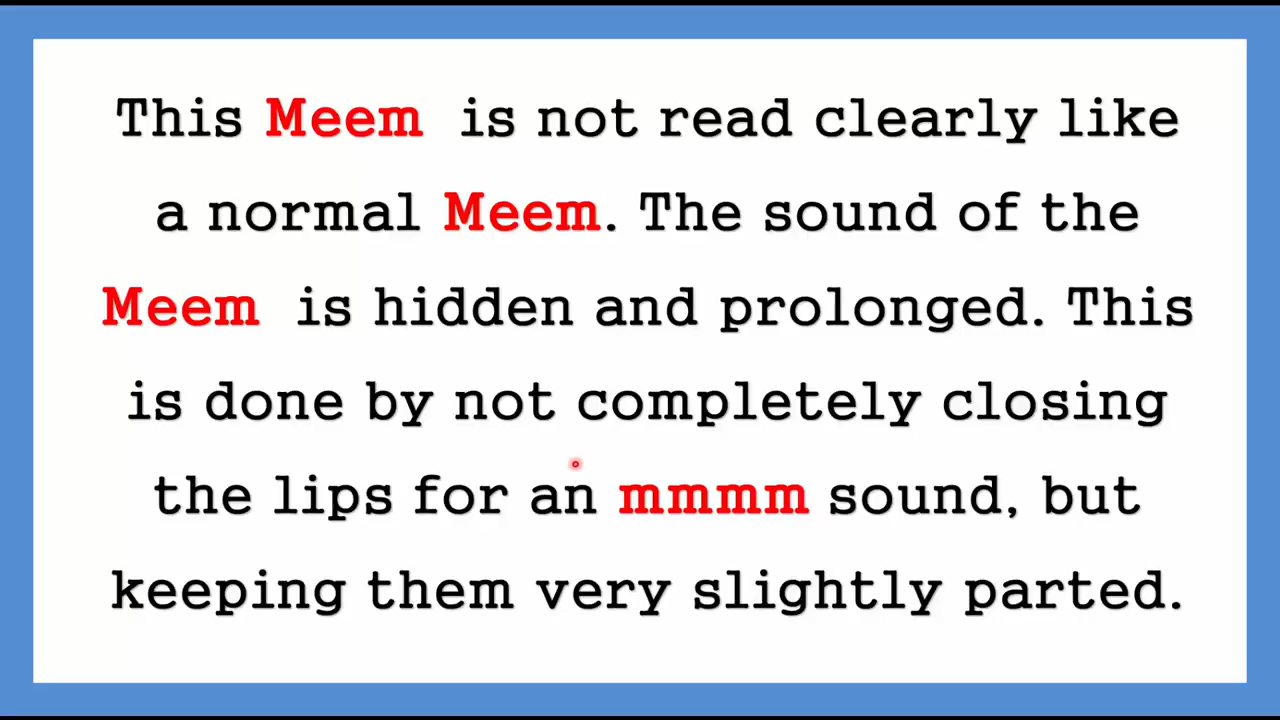 This Meem is not read clearly like
a normal Meem. The sound of the
Meem is hidden and prolonged. This
is done by not completely closing
the lips for an mmmm sound, but
keeping them very slightly parted.